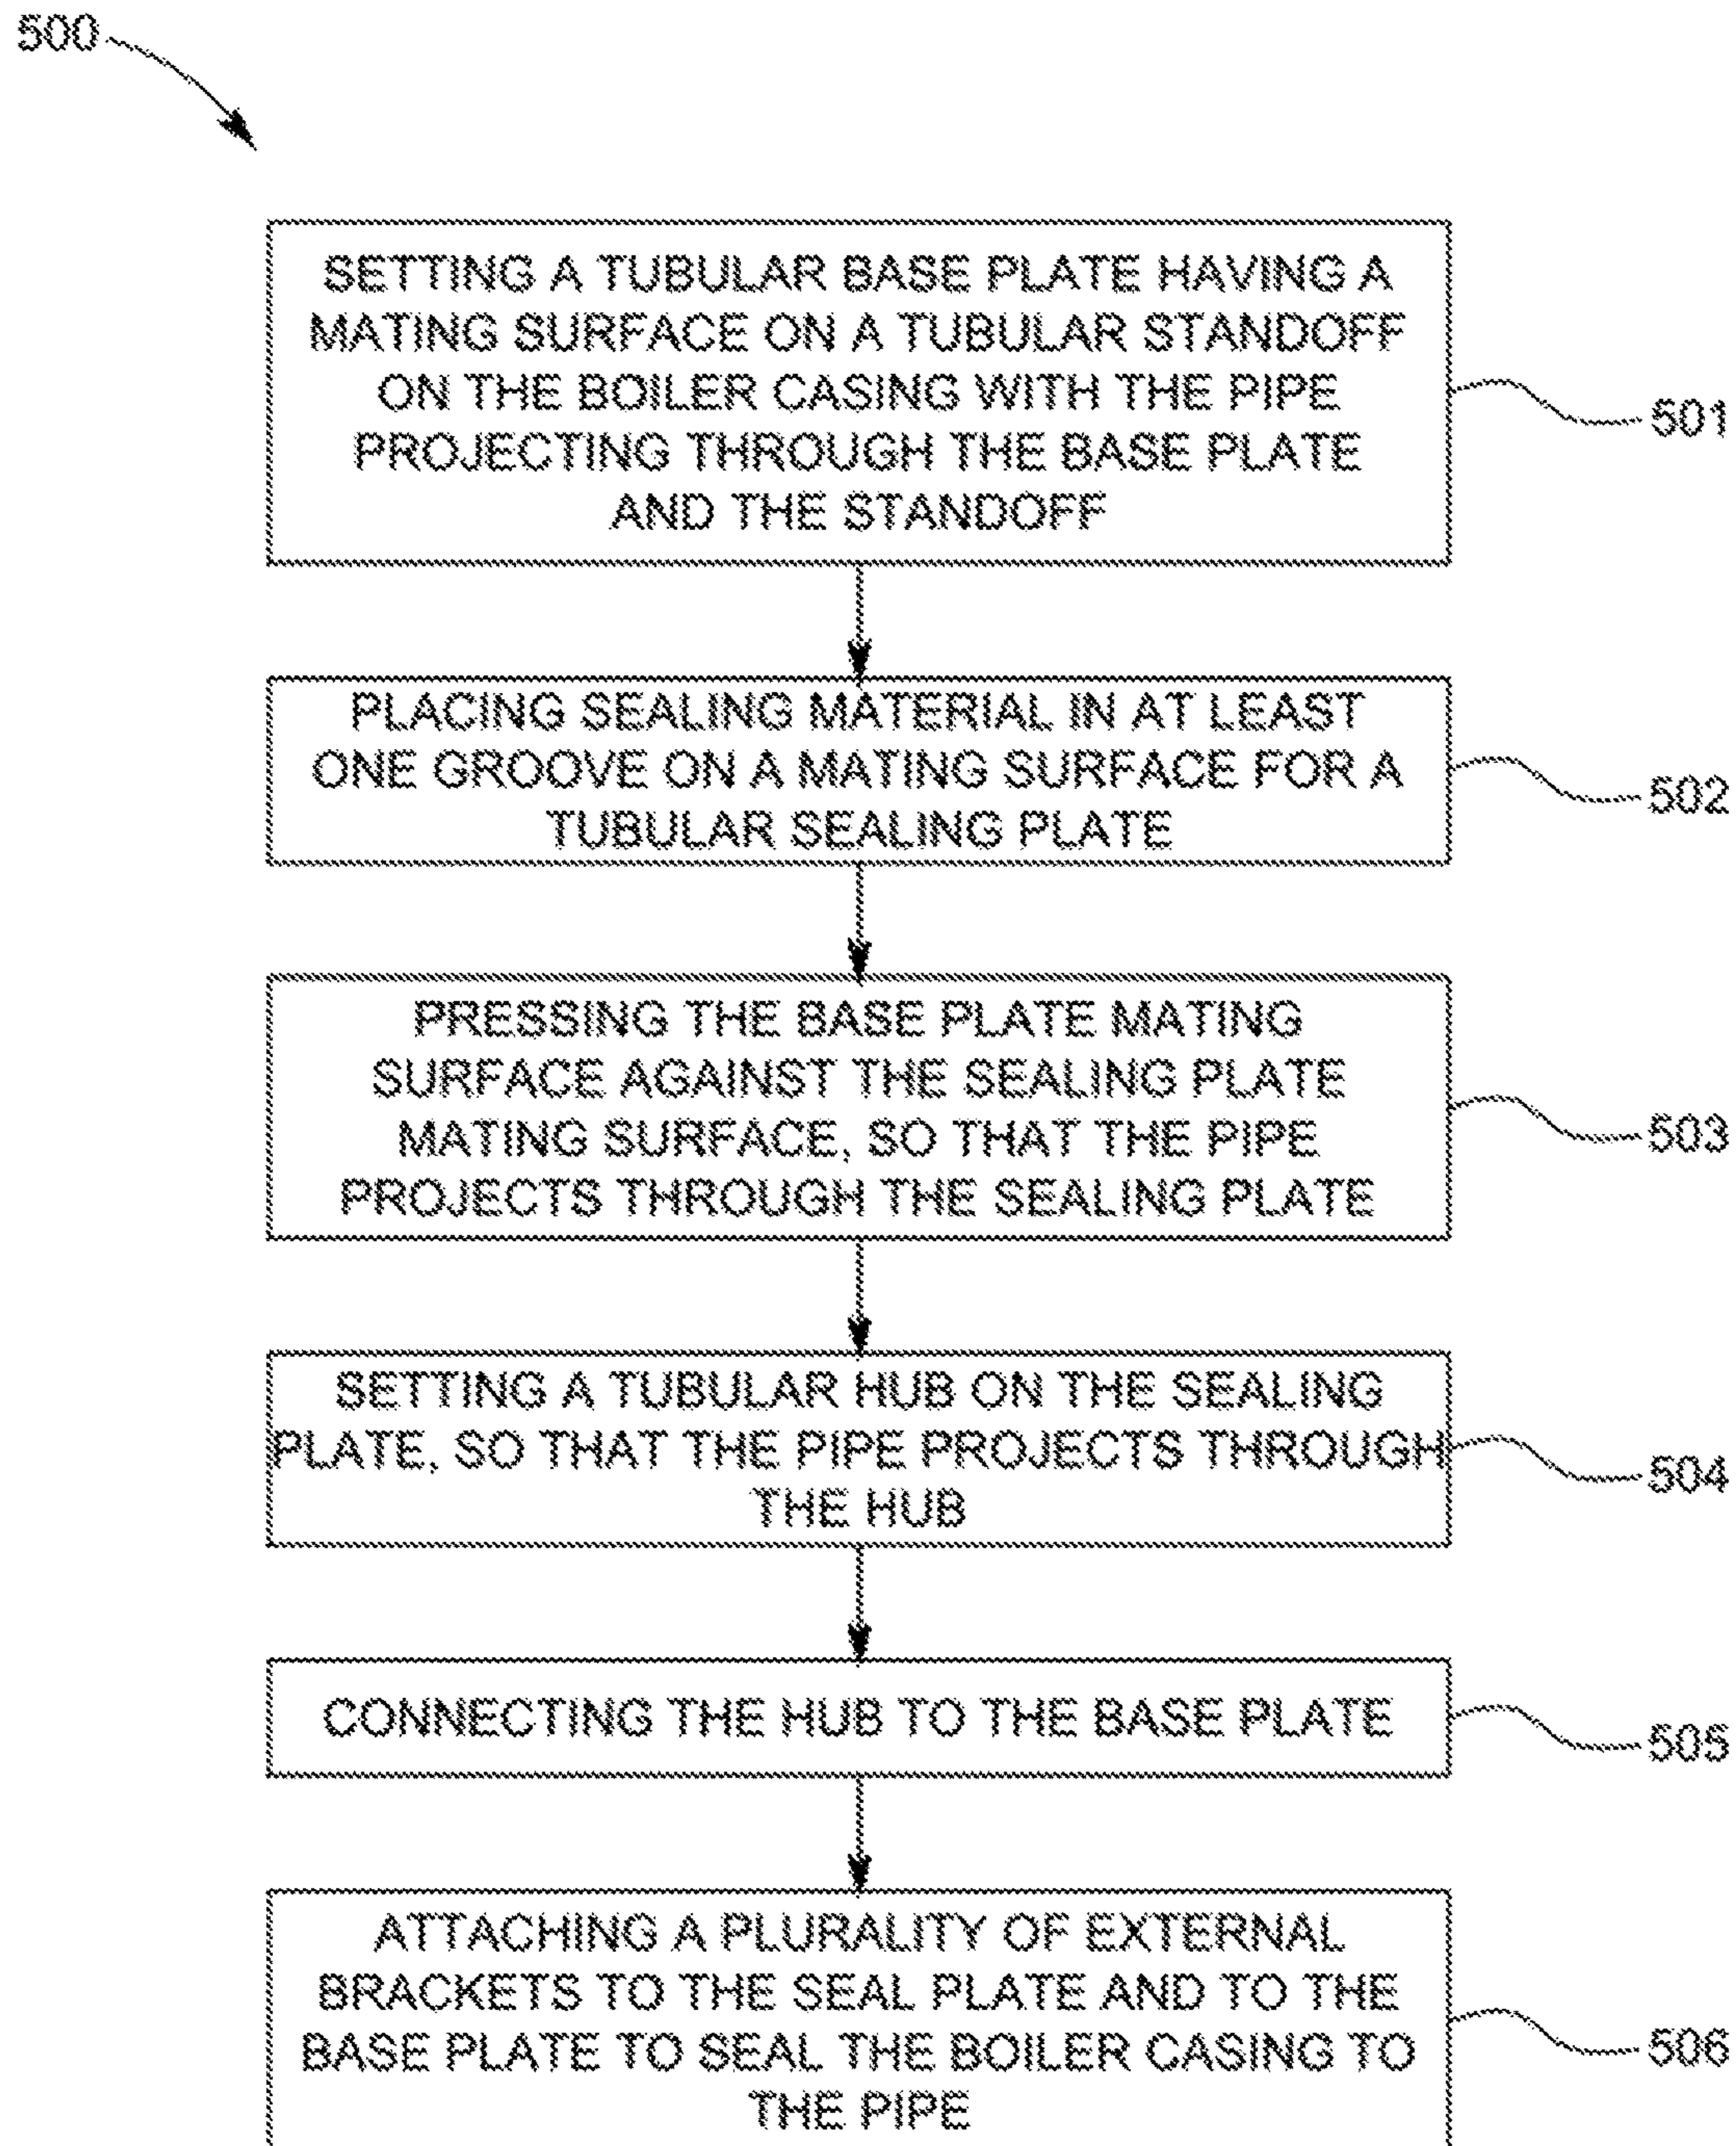 500
SETTING A TUBULAR BASE PLATE HAVING A
MATING SURFACE ON A TUBULAR STANDOFF
ON THE BOILER CASING WITH THE PIPE
PROJECTING THROUGH THE BASE PLATE
AND THE STANDOFF
501
PLACING SEALING MATERIAL IN AT LEAST
ONE GROOVE ON A MATING SURFACE FOR A
TUBULAR SEALING PLATE
502
PRESSING THE BASE PLATE MATING
SURFACE AGAINST THE SEALING PLATE
MATING SURFACE, SO THAT THE PIPE
PROJECTS THROUGH THE SEALING PLATE
503
SETTING A TUBULAR HUB ON THE SEALING
PLATE, SO THAT THE PIPE PROJECTS THROUGH
THE HUB
504
CONNECTING THE HUB TO THE BASE PLATE
505
ATTACHING A PLURALITY OF EXTERNAL
BRACKETS TO THE SEAL PLATE AND TO THE
BASE PLATE TO SEAL THE BOILER CASING TO
THE PIPE
506